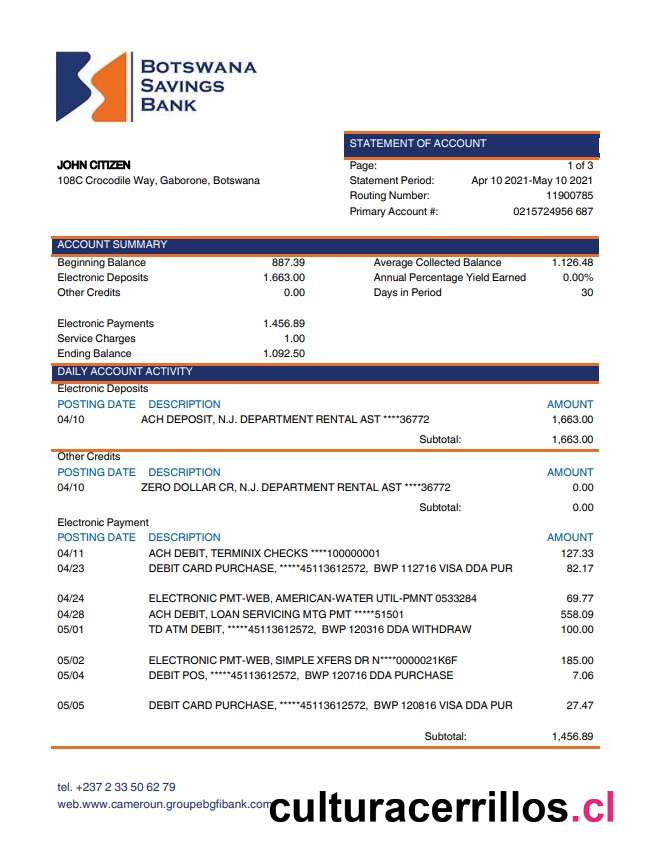 BOTSWANA
SAVINGS
BANK
STATEMENT OF ACCOUNT
JOHN CITIZEN
108C Crocodile Way, Gaborone, Botswana
Page: 1 of 3
Statement Period: Apr 10 2021-May 10 2021
Routing Number: 11900785
Primary Account #: 0215724956 687
ACCOUNT SUMMARY
Beginning Balance 887.39 Average Collected Balance 1.126.48
Electronic Deposits 1.663.00 Annual Percentage Yield Earned 0.00%
Other Credits 0.00 Days in Period 30
Electronic Payments 1.456.89
Service Charges 1.00
Ending Balance 1.092.50
DAILY ACCOUNT ACTIVITY
Electronic Deposits
POSTING DATE DESCRIPTION AMOUNT
04/10 ACH DEPOSIT, N.J. DEPARTMENT RENTAL AST ****36772 1,663.00
Subtotal: 1,663.00
Other Credits
POSTING DATE DESCRIPTION AMOUNT
04/10 ZERO DOLLAR CR, N.J. DEPARTMENT RENTAL AST ****36772 0.00
Subtotal: 0.00
Electronic Payment
POSTING DATE DESCRIPTION AMOUNT
04/11 ACH DEBIT, TERMINIX CHECKS ****100000001 127.33
04/23 DEBIT CARD PURCHASE, *****45113612572, BWP 112716 VISA DDA PUR 82.17
04/24 ELECTRONIC PMT-WEB, AMERICAN-WATER UTIL-PMNT 0533284 69.77
04/28 ACH DEBIT, LOAN SERVICING MTG PMT *****51501 558.09
05/01 TD ATM DEBIT, *****45113612572, BWP 120316 DDA WITHDRAW 100.00
05/02 ELECTRONIC PMT-WEB, SIMPLE XFERS DR N****0000021K6F 185.00
05/04 DEBIT POS, *****45113612572, BWP 120716 DDA PURCHASE 7.06
05/05 DEBIT CARD PURCHASE, *****45113612572, BWP 120816 VISA DDA PUR 27.47
Subtotal: 1,456.89
tel. +237 2 33 50 62 79
web.www.cameroun.groupebgfibank.com
culturacerrillos.cl